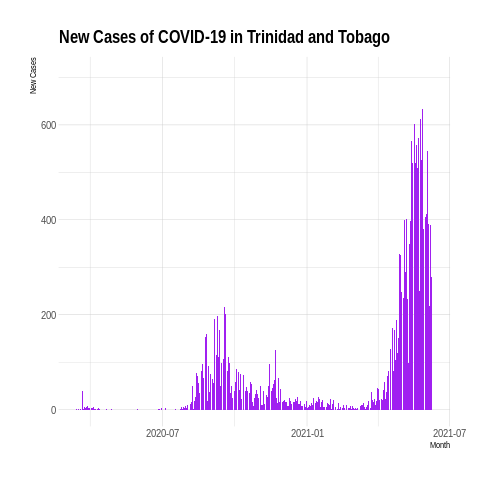 New Cases of COVID-19 in Trinidad and Tobago
New Cases
600
400
200
0
2020-07
2021-01
2021-07
Month